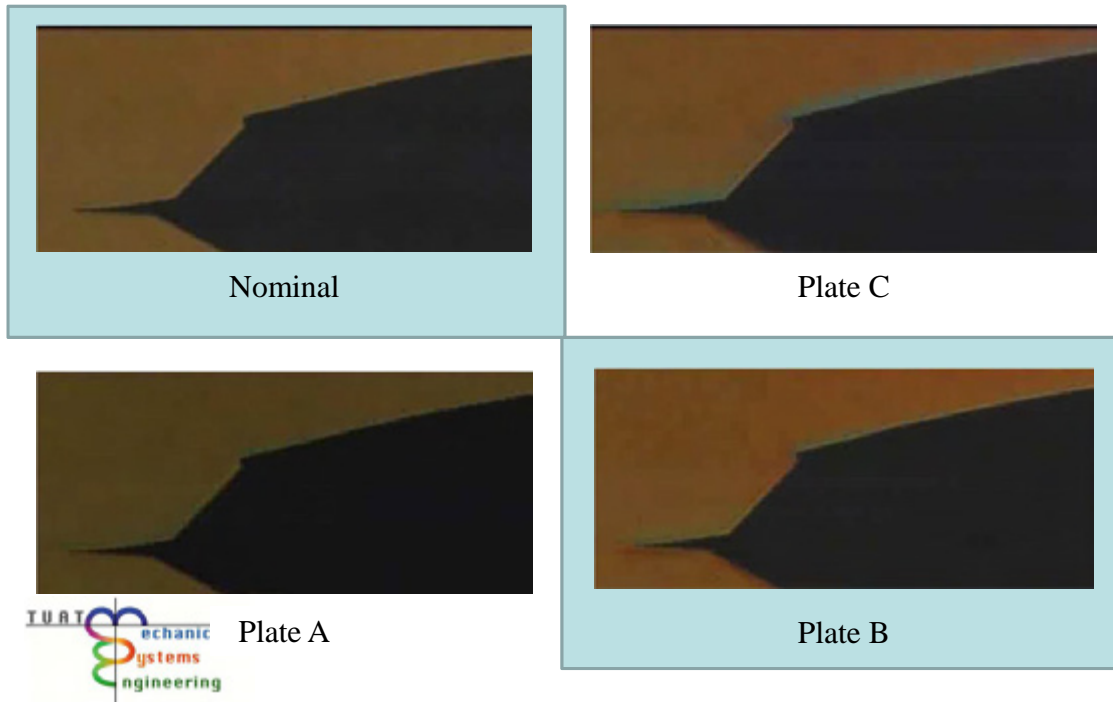 Nominal
Plate C
Plate A
Plate B
TUAT
echanic
ystems
ngineering